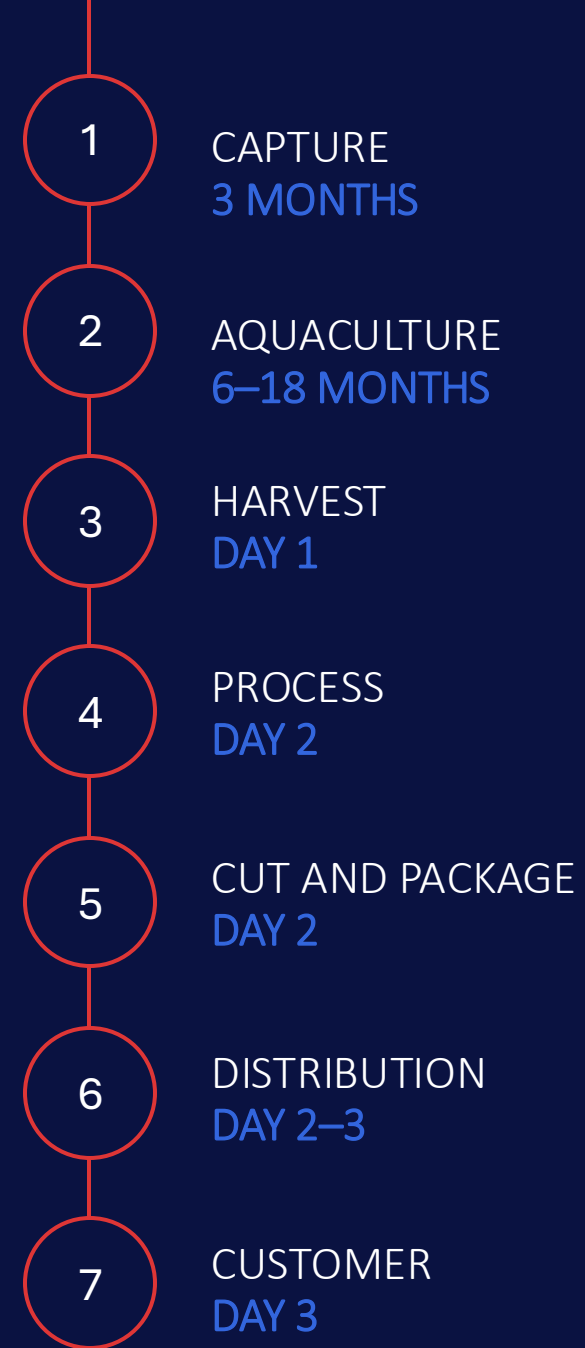 1
CAPTURE
3 MONTHS
2
AQUACULTURE
6–18 MONTHS
3
HARVEST
DAY 1
4
PROCESS
DAY 2
5
CUT AND PACKAGE
DAY 2
6
DISTRIBUTION
DAY 2–3
7
CUSTOMER
DAY 3